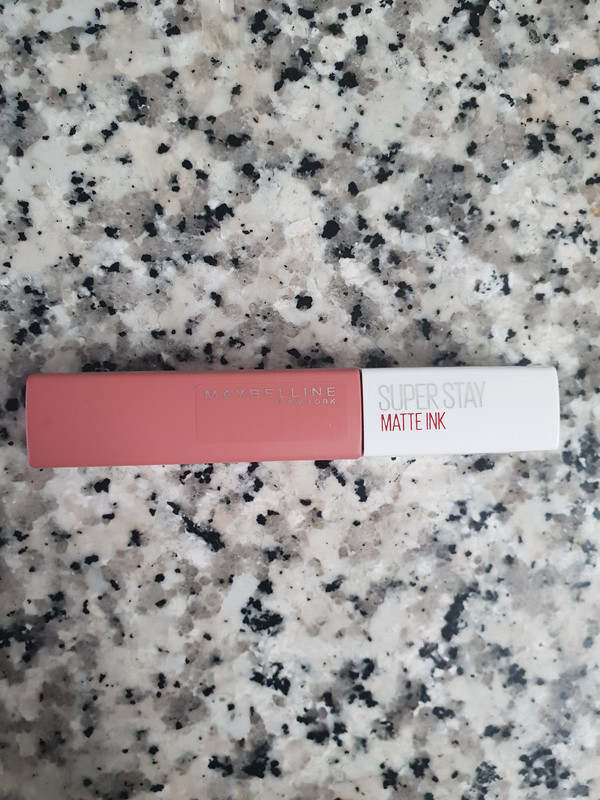 MAYBELLINE
NEW YORK
SUPER STAY
MATTE INK